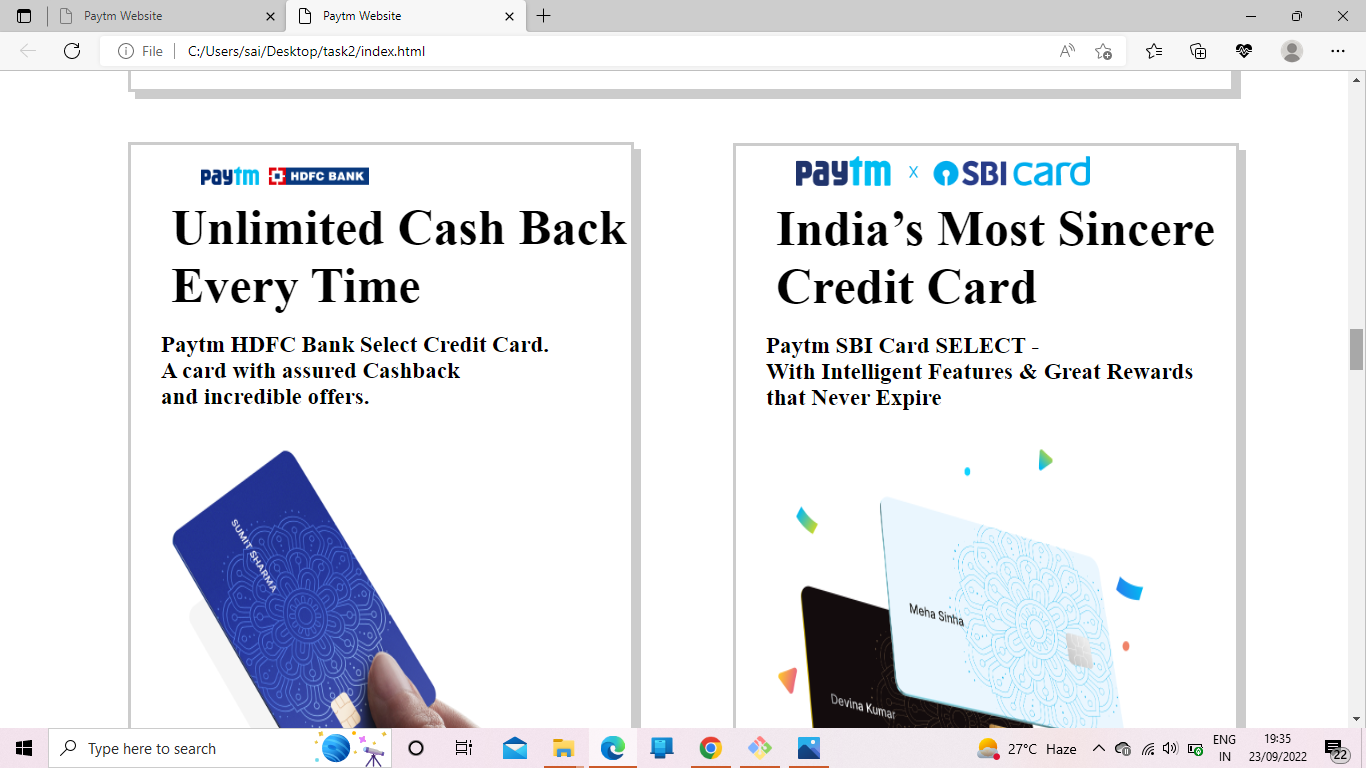 Paytm Website
Paytm Website
File
C:/Users/sai/Desktop/task2/index.html
paytm HDFC BANK
Unlimited Cash Back
Every Time
Paytm HDFC Bank Select Credit Card.
A card with assured Cashback
and incredible offers.
SUMIT SHARMA
paytm x SBI card
India’s Most Sincere
Credit Card
Paytm SBI Card SELECT -
With Intelligent Features & Great Rewards
that Never Expire
Meha Sinha
Devina Kumar
Type here to search
27°C Haze
ENG
IN
19:35
23/09/2022
22